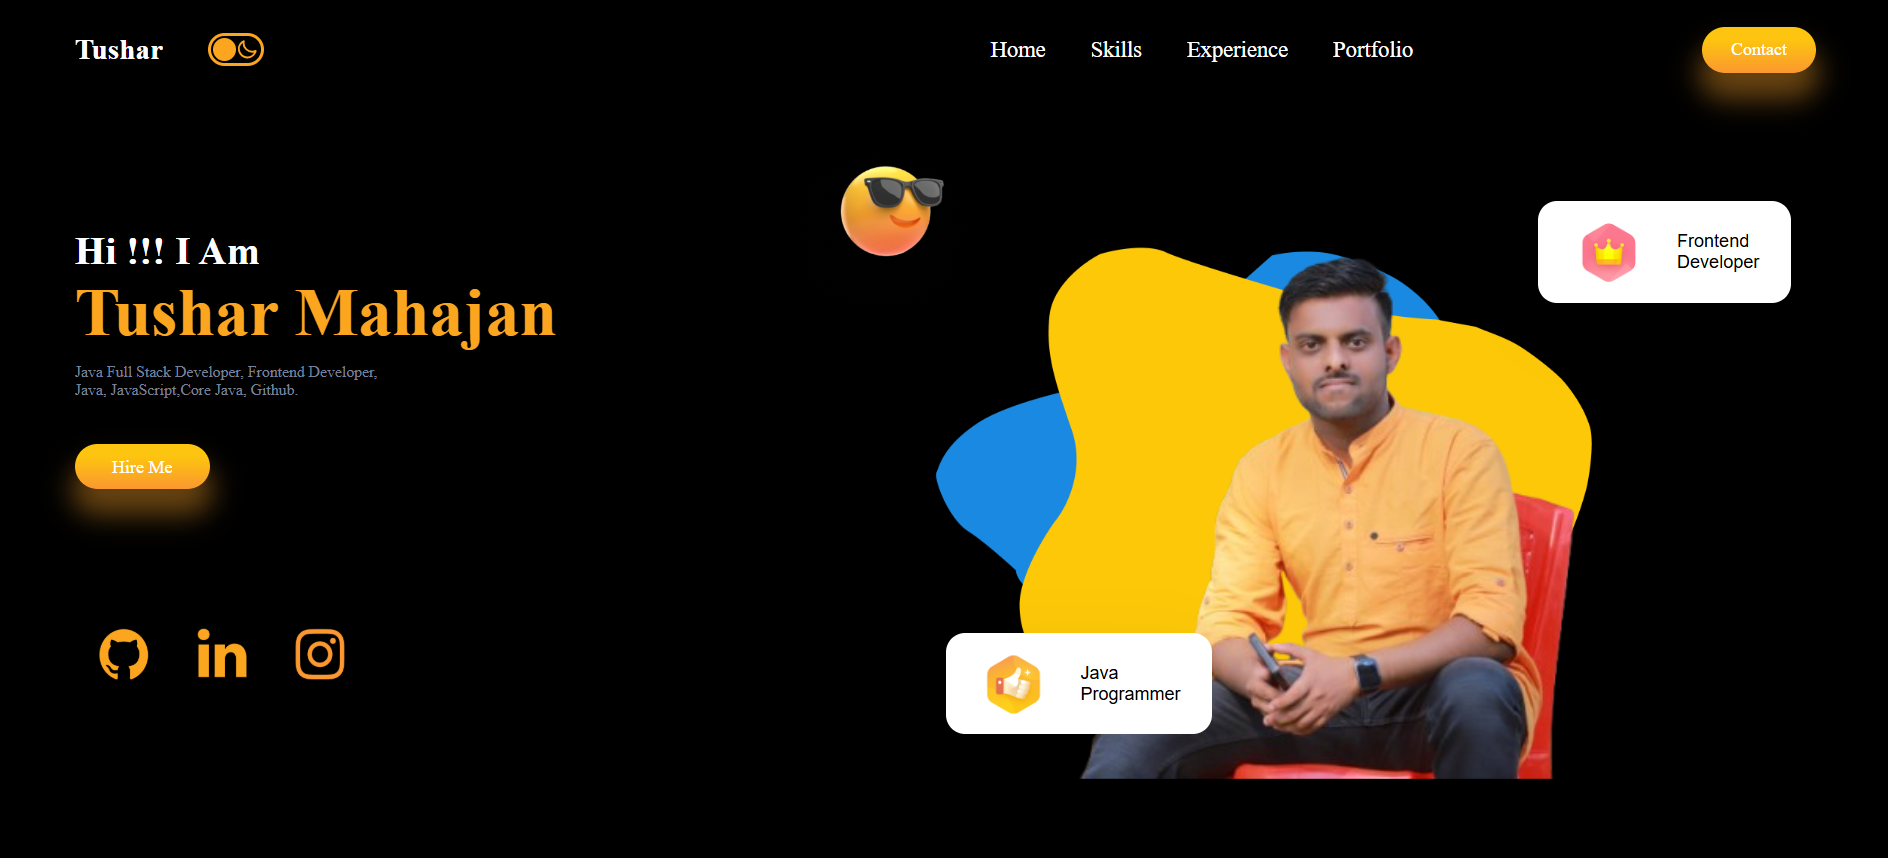 Tushar
Home Skills Experience Portfolio
Contact
Hi !!! I Am
Tushar Mahajan
Java Full Stack Developer, Frontend Developer,
Java, JavaScript,Core Java, Github.
Hire Me
Frontend
Developer
Java
Programmer